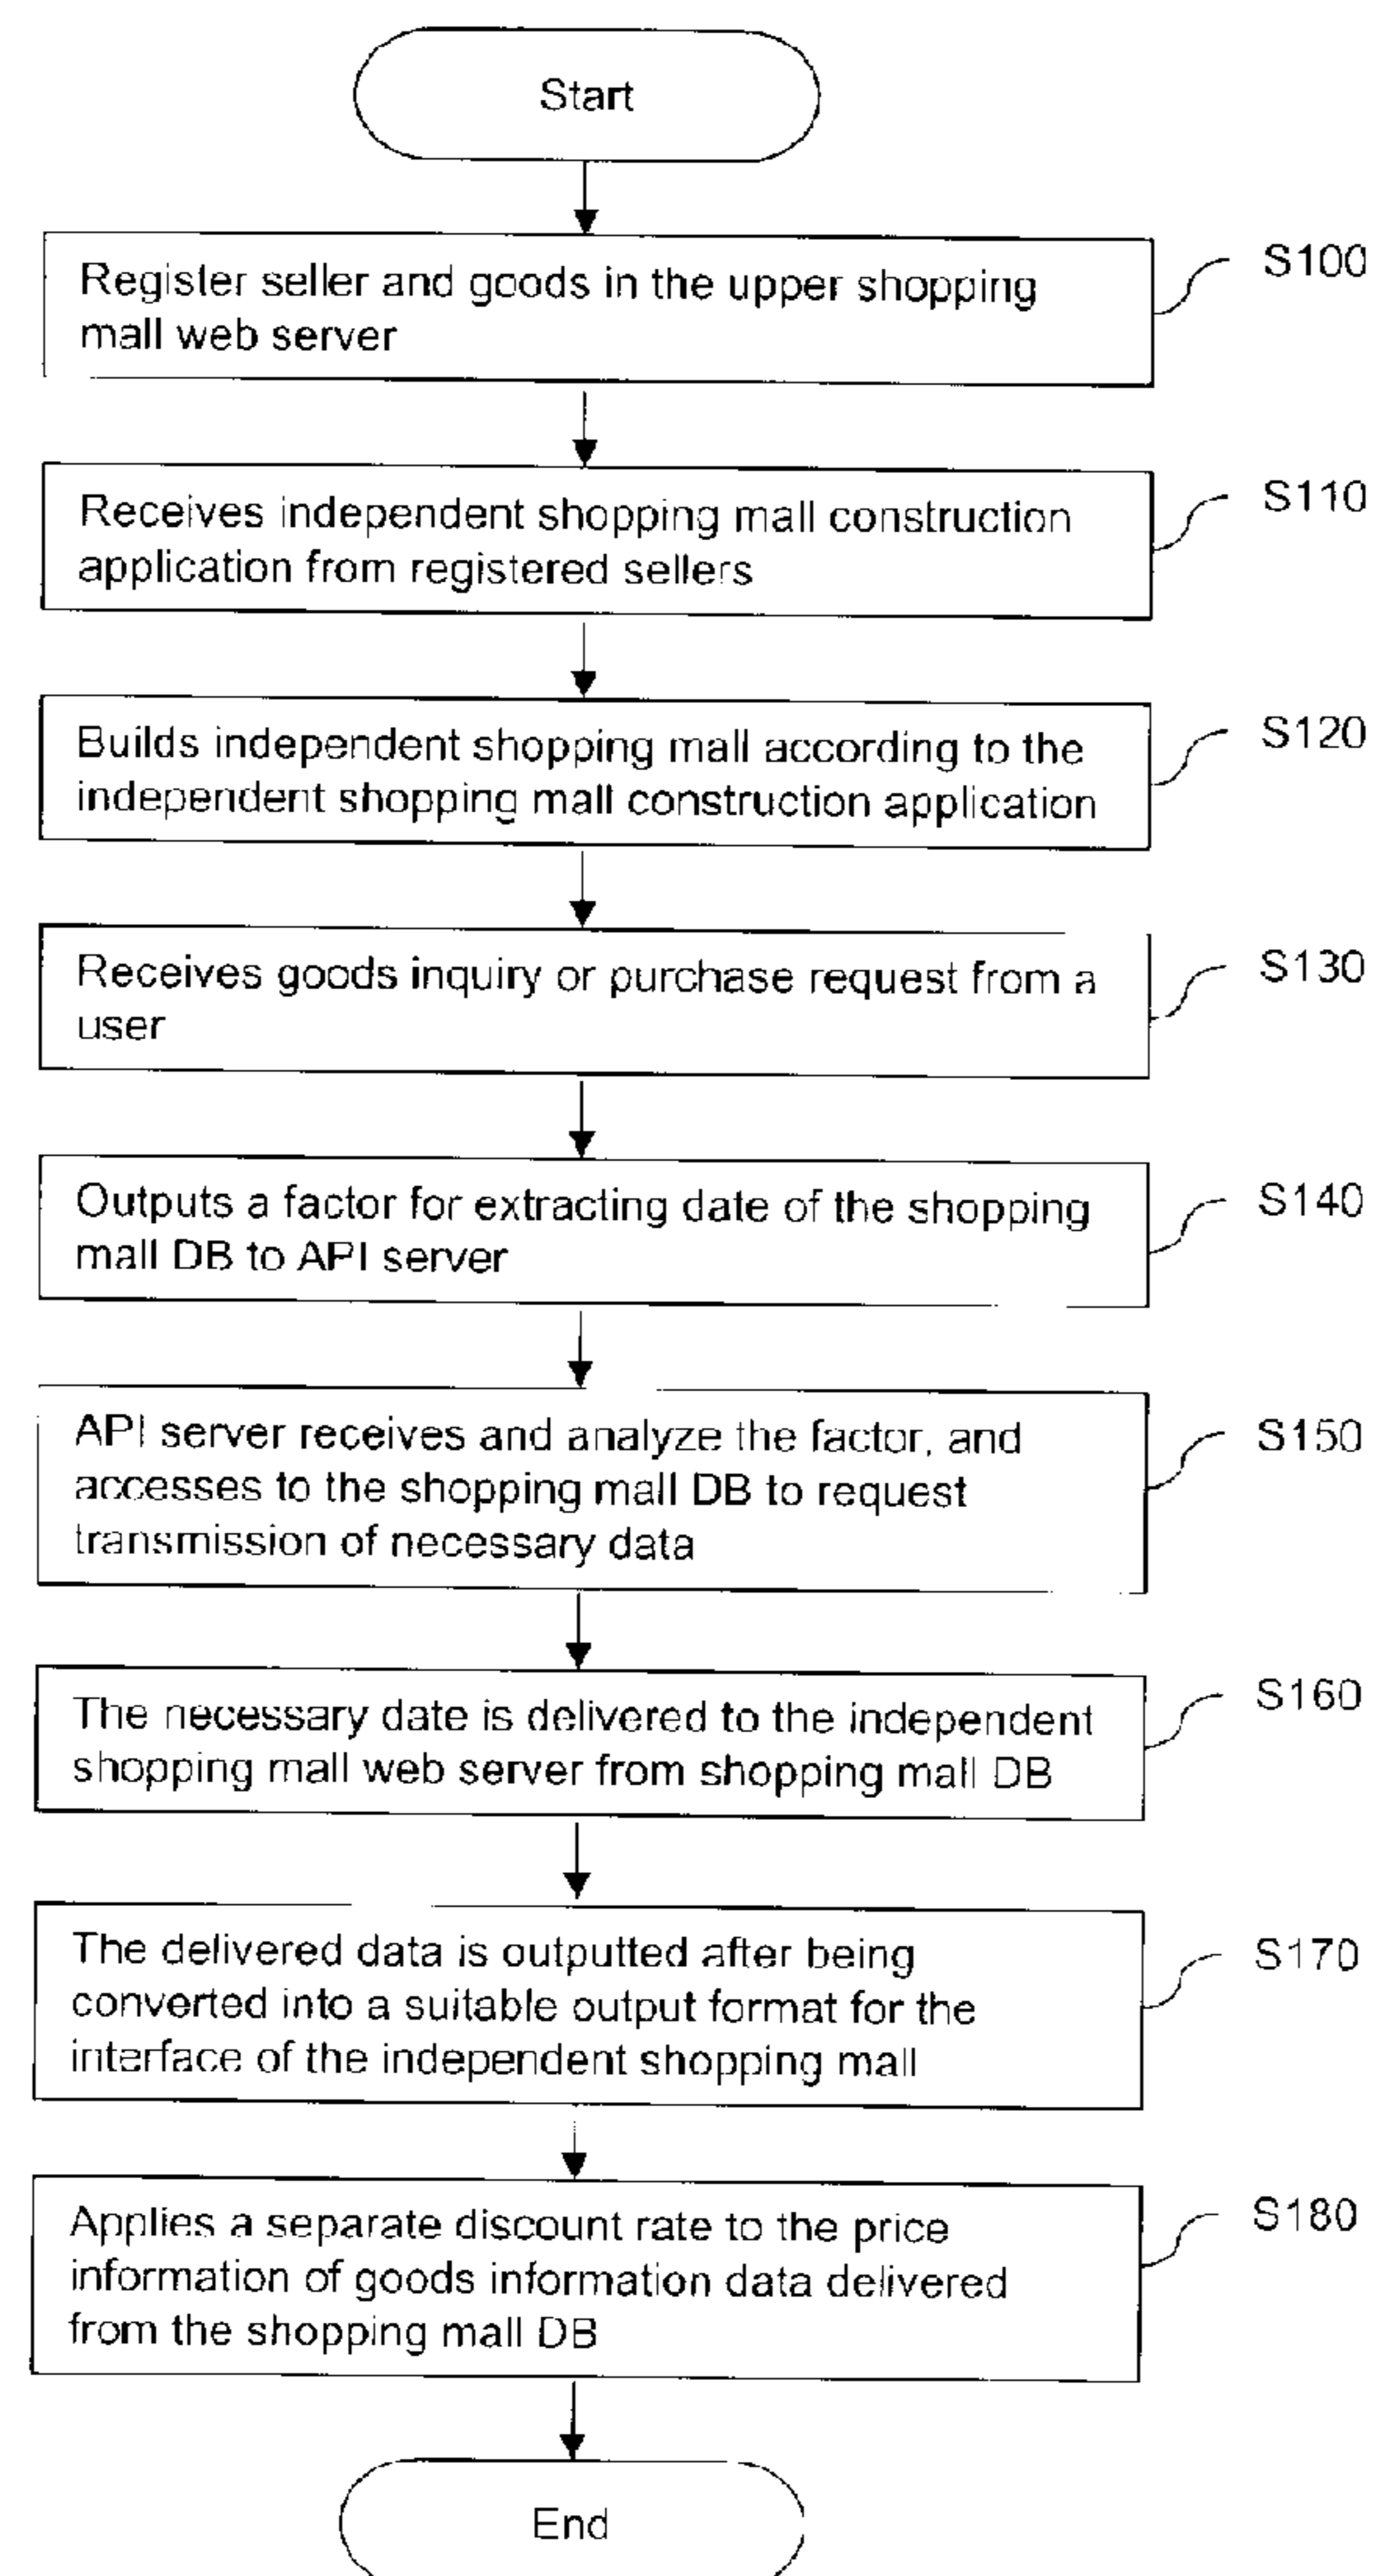 Start
Register seller and goods in the upper shopping
mall web server
S100
Receives independent shopping mall construction
application from registered sellers
S110
Builds independent shopping mall according to the
independent shopping mall construction application
S120
Receives goods inquiry or purchase request from a
user
S130
Outputs a factor for extracting date of the shopping
mall DB to API server
S140
API server receives and analyze the factor, and
accesses to the shopping mall DB to request
transmission of necessary data
S150
The necessary date is delivered to the independent
shopping mall web server from shopping mall DB
S160
The delivered data is outputted after being
converted into a suitable output format for the
interface of the independent shopping mall
S170
Applies a separate discount rate to the price
information of goods information data delivered
from the shopping mall DB
S180
End